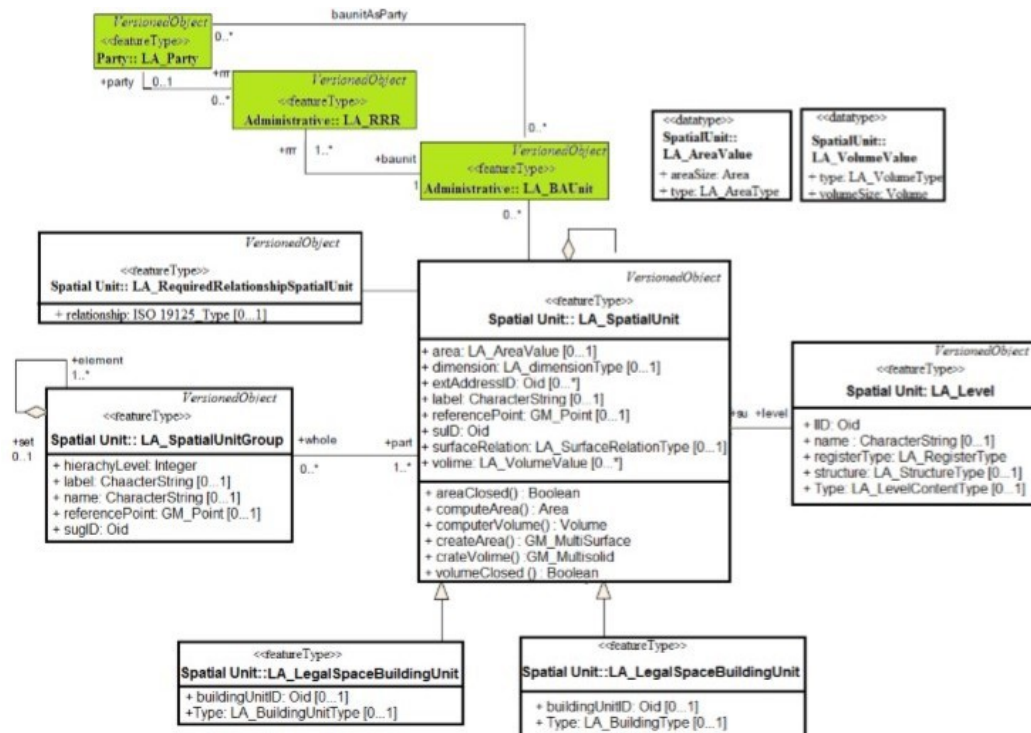 VersionedObject
<<featureType>>
Party:: LA_Party
baunitAsParty
0..*
+party
0..1
+rrr
0..*
VersionedObject
<<featureType>>
Administrative:: LA_RRR
+rrr
1..*
+baunit
1
0..*
VersionedObject
<<featureType>>
Administrative:: LA_BAUnit
0..*
<<datatype>>
SpatialUnit::
LA_AreaValue
+ areaSize: Area
+ type: LA_AreaType
<<datatype>>
SpatialUnit::
LA_VolumeValue
+ type: LA_VolumeType
+ volumeSize: Volume
VersionedObject
<<featureType>>
Spatial Unit:: LA_RequiredRelationshipSpatialUnit
+ relationship: ISO 19125_Type [0...1]
VersionedObject
<<featureType>>
Spatial Unit:: LA_SpatialUnit
+ area: LA_AreaValue [0...1]
+ dimension: LA_dimensionType [0...1]
+ extAddressID: Oid [0...*]
+ label: CharacterString [0...1]
+ referencePoint: GM_Point [0...1]
+ suID: Oid
+ surfaceRelation: LA_SurfaceRelationType [0...1]
+ volime: LA_VolumeValue [0...*]
+ areaClosed() : Boolean
+ computeArea() : Area
+ computerVolume() : Volume
+ createArea() : GM_MultiSurface
+ crateVolime() :GM_Multisolid
+ volumeClosed () : Boolean
+element
1..*
+set
0..1
VersionedObject
<<featureType>>
Spatial Unit:: LA_SpatialUnitGroup
+ hierachyLevel: Integer
+ label: ChaacterString [0...1]
+ name: CharacterString [0...1]
+ referencePoint: GM_Point [0...1]
+ sugID: Oid
+whole
0..*
+part
1..*
+su
+level
VersionedObject
<<featureType>>
Spatial Unit: LA_Level
+ lID: Oid
+ name : CharacterString [0...1]
+ registerType: LA_RegisterType
+ structure: LA_StructureType [0...1]
+ Type: LA_LevelContentType [0...1]
<<featureType>>
Spatial Unit::LA_LegalSpaceBuildingUnit
+ buildingUnitID: Oid [0...1]
+Type: LA_BuildingUnitType [0...1]
<<featureType>>
Spatial Unit::LA_LegalSpaceBuildingUnit
+ buildingUnitID: Oid [0...1]
+ Type: LA_BuildingType [0...1]